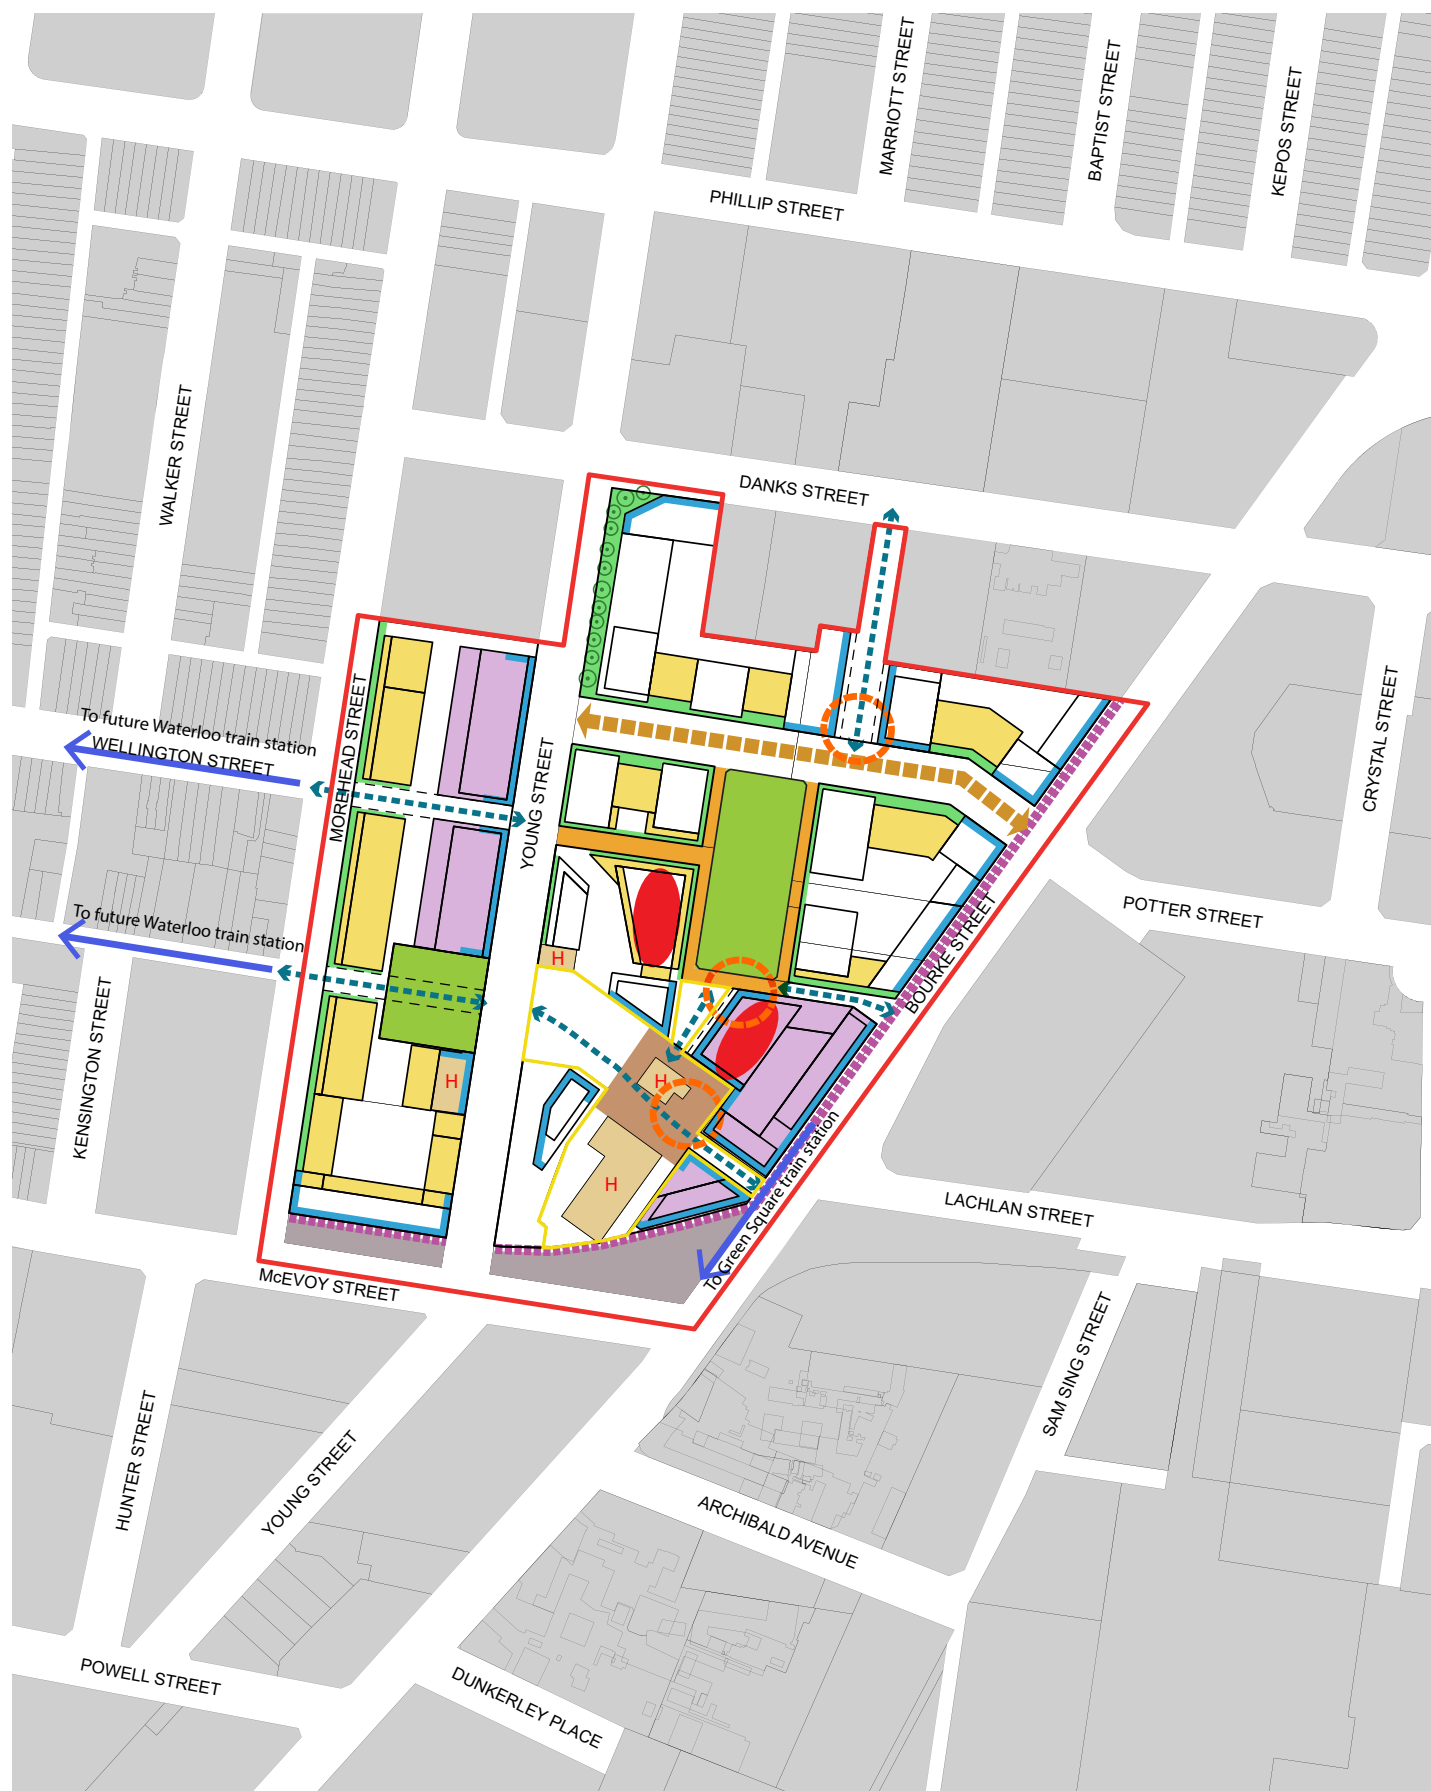 MARRIOTT STREET
BAPTIST STREET
KEPOS STREET
PHILLIP STREET
WALKER STREET
DANKS STREET
CRYSTAL STREET
To future Waterloo train station
WELLINGTON STREET
MOREHEAD STREET
YOUNG STREET
To future Waterloo train station
POTTER STREET
BOURKE STREET
H
KENSINGTON STREET
H
H
H
To Green Square train station
LACHLAN STREET
McEVOY STREET
SAM SING STREET
HUNTER STREET
YOUNG STREET
ARCHIBALD AVENUE
POWELL STREET
DUNKERLEY PLACE